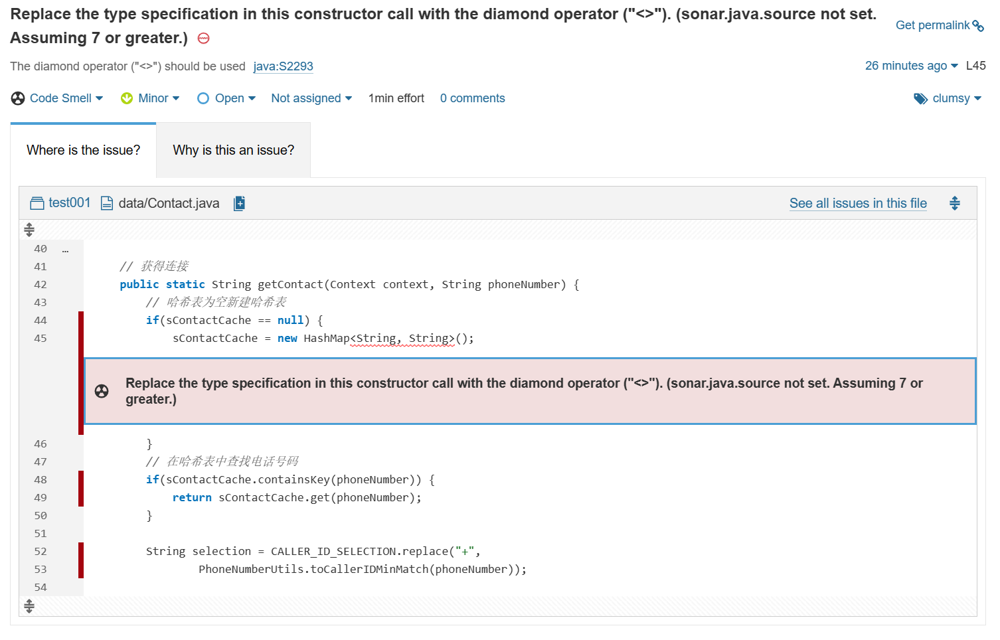 Replace the type specification in this constructor call with the diamond operator ("<>"). (sonar.java.source not set.
Assuming 7 or greater.)
Get permalink
The diamond operator ("<>") should be used java:S2293
26 minutes ago L45
Code Smell Minor Open Not assigned 1min effort 0 comments
clumsy
Where is the issue? Why is this an issue?
test001 data/Contact.java
See all issues in this file
40 …
41 // 获得连接
42 public static String getContact(Context context, String phoneNumber) {
43 // 哈希表为空新建哈希表
44 if(sContactCache == null) {
45 sContactCache = new HashMap<String, String>();
Replace the type specification in this constructor call with the diamond operator ("<>"). (sonar.java.source not set. Assuming 7 or
greater.)
46 }
47 // 在哈希表中查找电话号码
48 if(sContactCache.containsKey(phoneNumber)) {
49 return sContactCache.get(phoneNumber);
50 }
51
52 String selection = CALLER_ID_SELECTION.replace("+",
53 PhoneNumberUtils.toCallerIDMinMatch(phoneNumber));
54